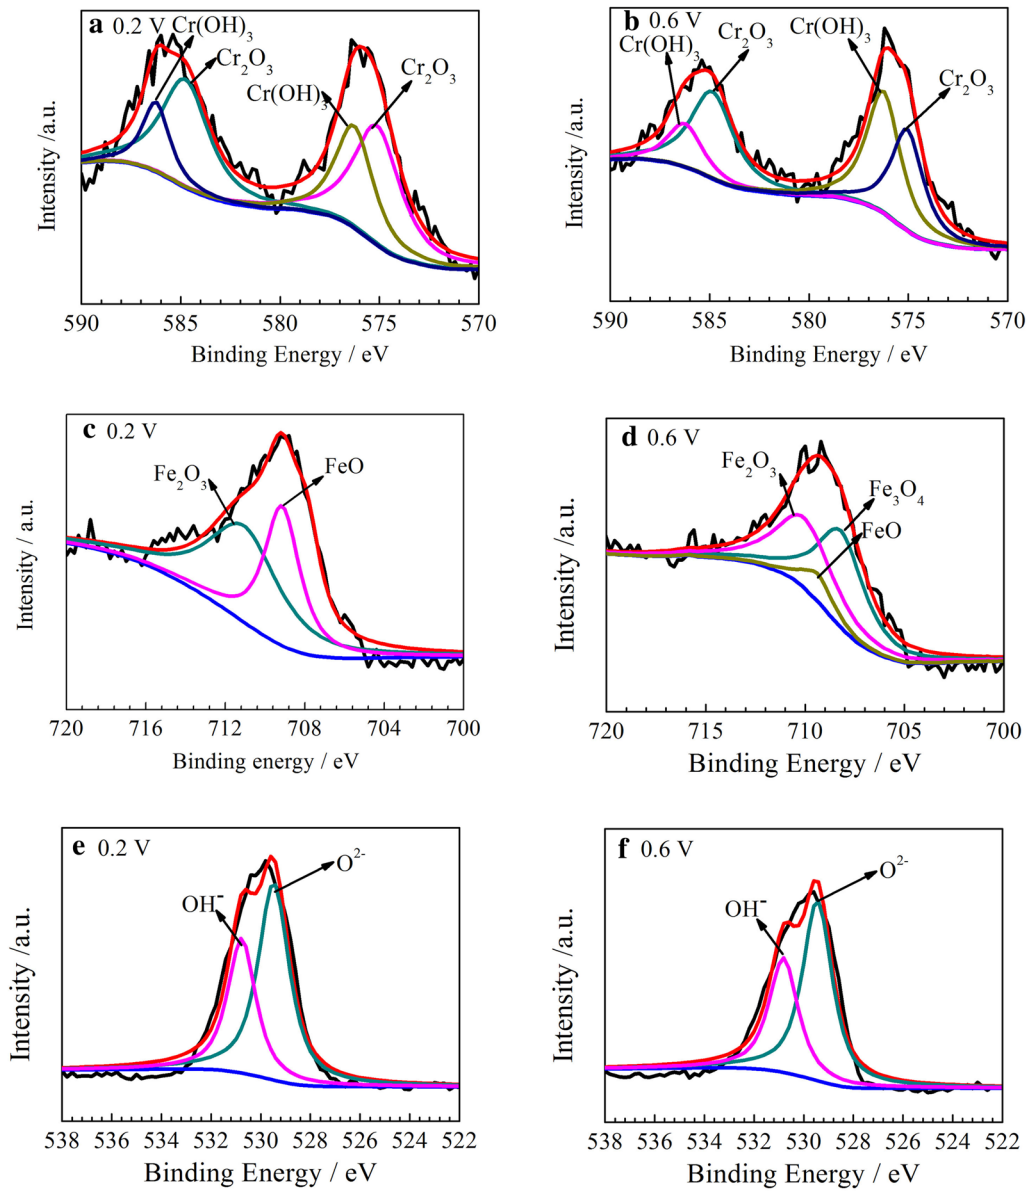 a 0.2 V
Cr(OH)3
Cr2O3
Cr(OH)3
Cr2O3
Intensity /a.u.
590 585 580 575 570
Binding Energy / eV
b 0.6 V
Cr(OH)3
Cr2O3
Cr(OH)3
Cr2O3
Intensity /a.u.
590 585 580 575 570
Binding Energy / eV
c 0.2 V
Fe2O3
FeO
Intensity / a.u.
720 716 712 708 704 700
Binding energy / eV
d 0.6 V
Fe2O3
Fe3O4
FeO
Intensity /a.u.
720 715 710 705 700
Binding Energy / eV
e 0.2 V
OH-
O2-
Intensity /a.u.
538 536 534 532 530 528 526 524 522
Binding Energy / eV
f 0.6 V
OH-
O2-
Intensity /a.u.
538 536 534 532 530 528 526 524 522
Binding Energy / eV